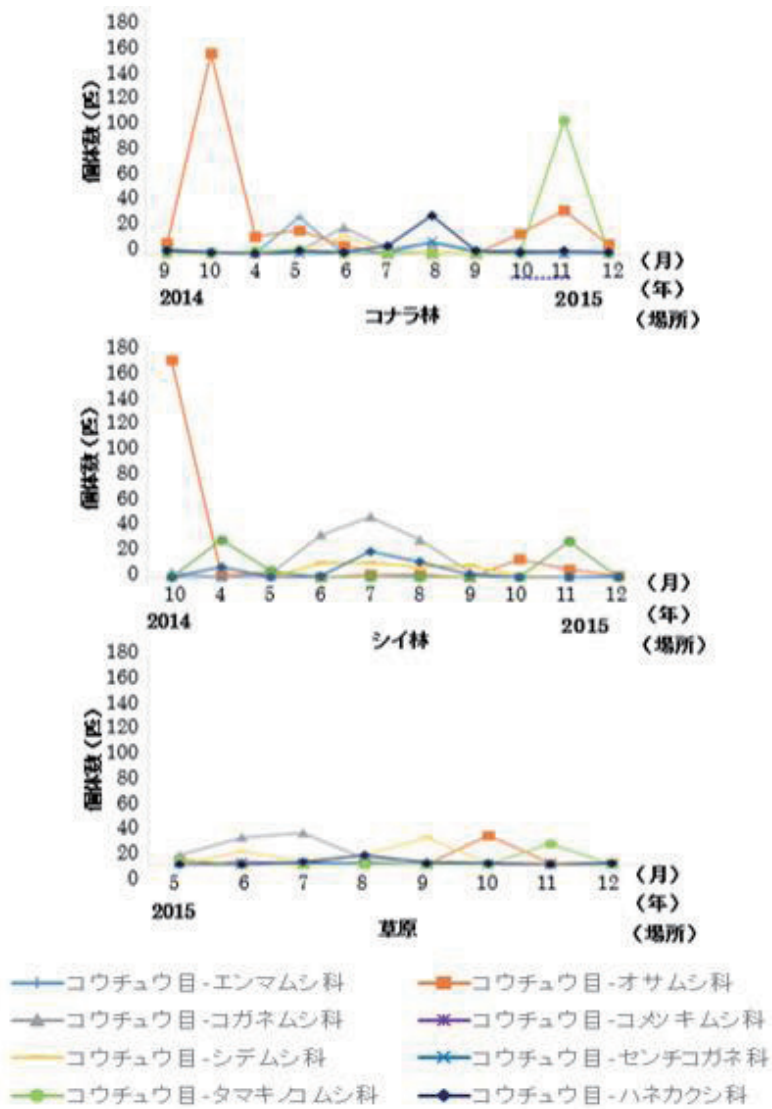 個体数(匹)
180
160
140
120
100
80
60
40
20
0
9 10 4 5 6 7 8 9 10 11 12 (月)
2014 2015 (年)
コナラ林 (場所)
個体数(匹)
180
160
140
120
100
80
60
40
20
0
10 4 5 6 7 8 9 10 11 12 (月)
2014 2015 (年)
シイ林 (場所)
個体数(匹)
180
160
140
120
100
80
60
40
20
0
5 6 7 8 9 10 11 12 (月)
2015 (年)
草原 (場所)
コウチュウ目-エンマムシ科 コウチュウ目-オサムシ科
コウチュウ目-コガネムシ科 コウチュウ目-コメツキムシ科
コウチュウ目-シデムシ科 コウチュウ目-センチコガネ科
コウチュウ目-タマキノコムシ科 コウチュウ目-ハネカクシ科